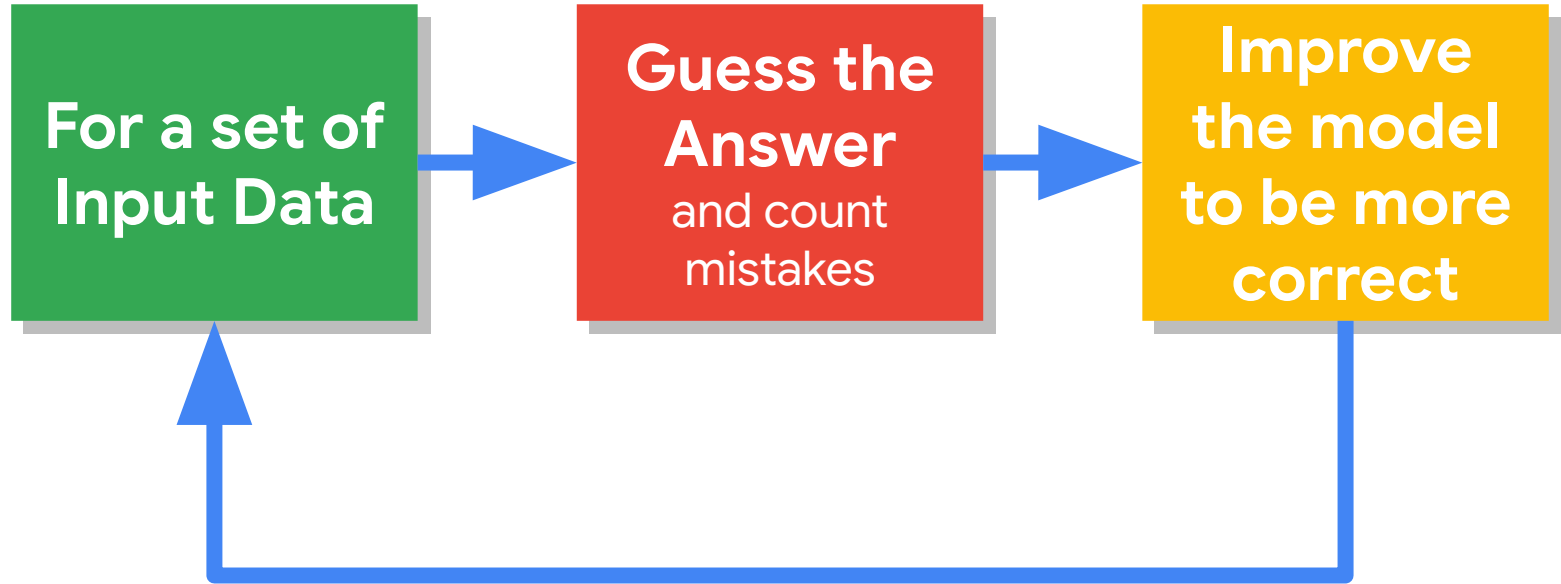 For a set of
Input Data
Guess the
Answer
and count
mistakes
Improve
the model
to be more
correct